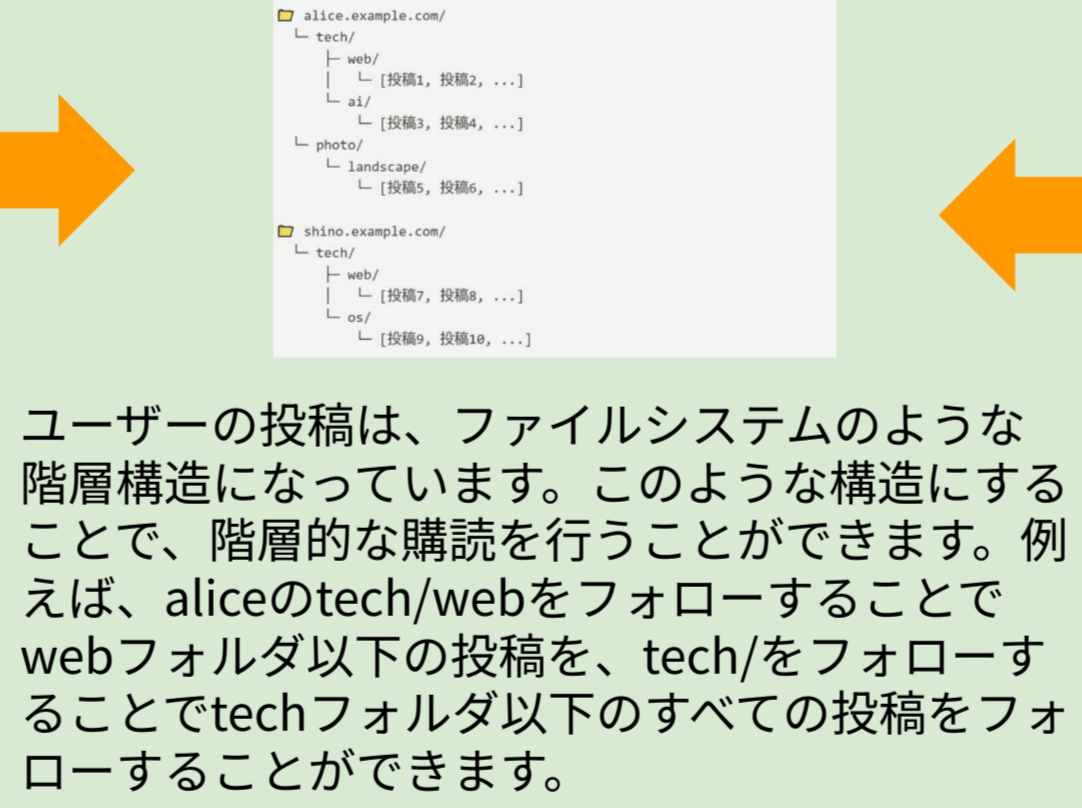 alice.example.com/
└─ tech/
├─ web/
│ └─ [投稿1, 投稿2, ...]
└─ ai/
└─ [投稿3, 投稿4, ...]
└─ photo/
└─ landscape/
└─ [投稿5, 投稿6, ...]
shino.example.com/
└─ tech/
├─ web/
│ └─ [投稿7, 投稿8, ...]
└─ os/
└─ [投稿9, 投稿10, ...]
ユーザーの投稿は、ファイルシステムのような
階層構造になっています。このような構造にする
ことで、階層的な購読を行うことができます。例
えば、aliceのtech/webをフォローすることで
webフォルダ以下の投稿を、tech/をフォローす
ることでtechフォルダ以下のすべての投稿をフォ
ローすることができます。